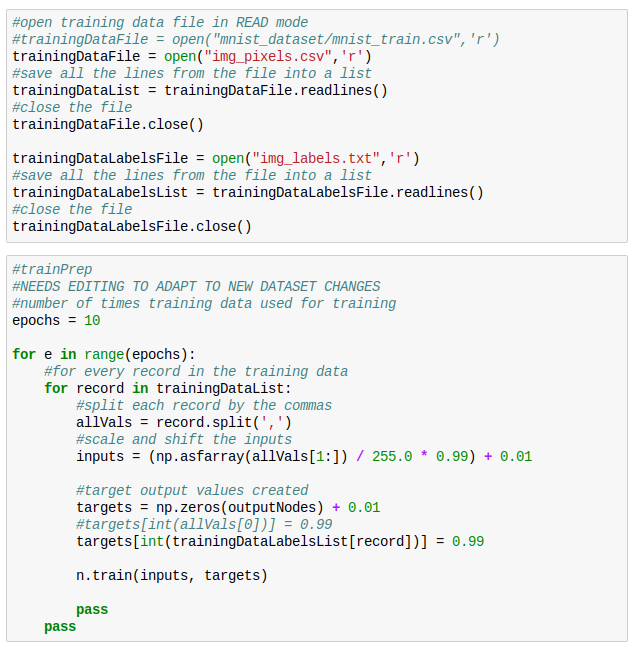 #open training data file in READ mode
#trainingDataFile = open("mnist_dataset/mnist_train.csv",'r')
trainingDataFile = open("img_pixels.csv",'r')
#save all the lines from the file into a list
trainingDataList = trainingDataFile.readlines()
#close the file
trainingDataFile.close()

trainingDataLabelsFile = open("img_labels.txt",'r')
#save all the lines from the file into a list
trainingDataLabelsList = trainingDataLabelsFile.readlines()
#close the file
trainingDataLabelsFile.close()

#trainPrep
#NEEDS EDITING TO ADAPT TO NEW DATASET CHANGES
#number of times training data used for training
epochs = 10

for e in range(epochs):
    #for every record in the training data
    for record in trainingDataList:
        #split each record by the commas
        allVals = record.split(',')
        #scale and shift the inputs
        inputs = (np.asfarray(allVals[1:]) / 255.0 * 0.99) + 0.01

        #target output values created
        targets = np.zeros(outputNodes) + 0.01
        #targets[int(allVals[0])] = 0.99
        targets[int(trainingDataLabelsList[record])] = 0.99

        n.train(inputs, targets)

        pass
    pass